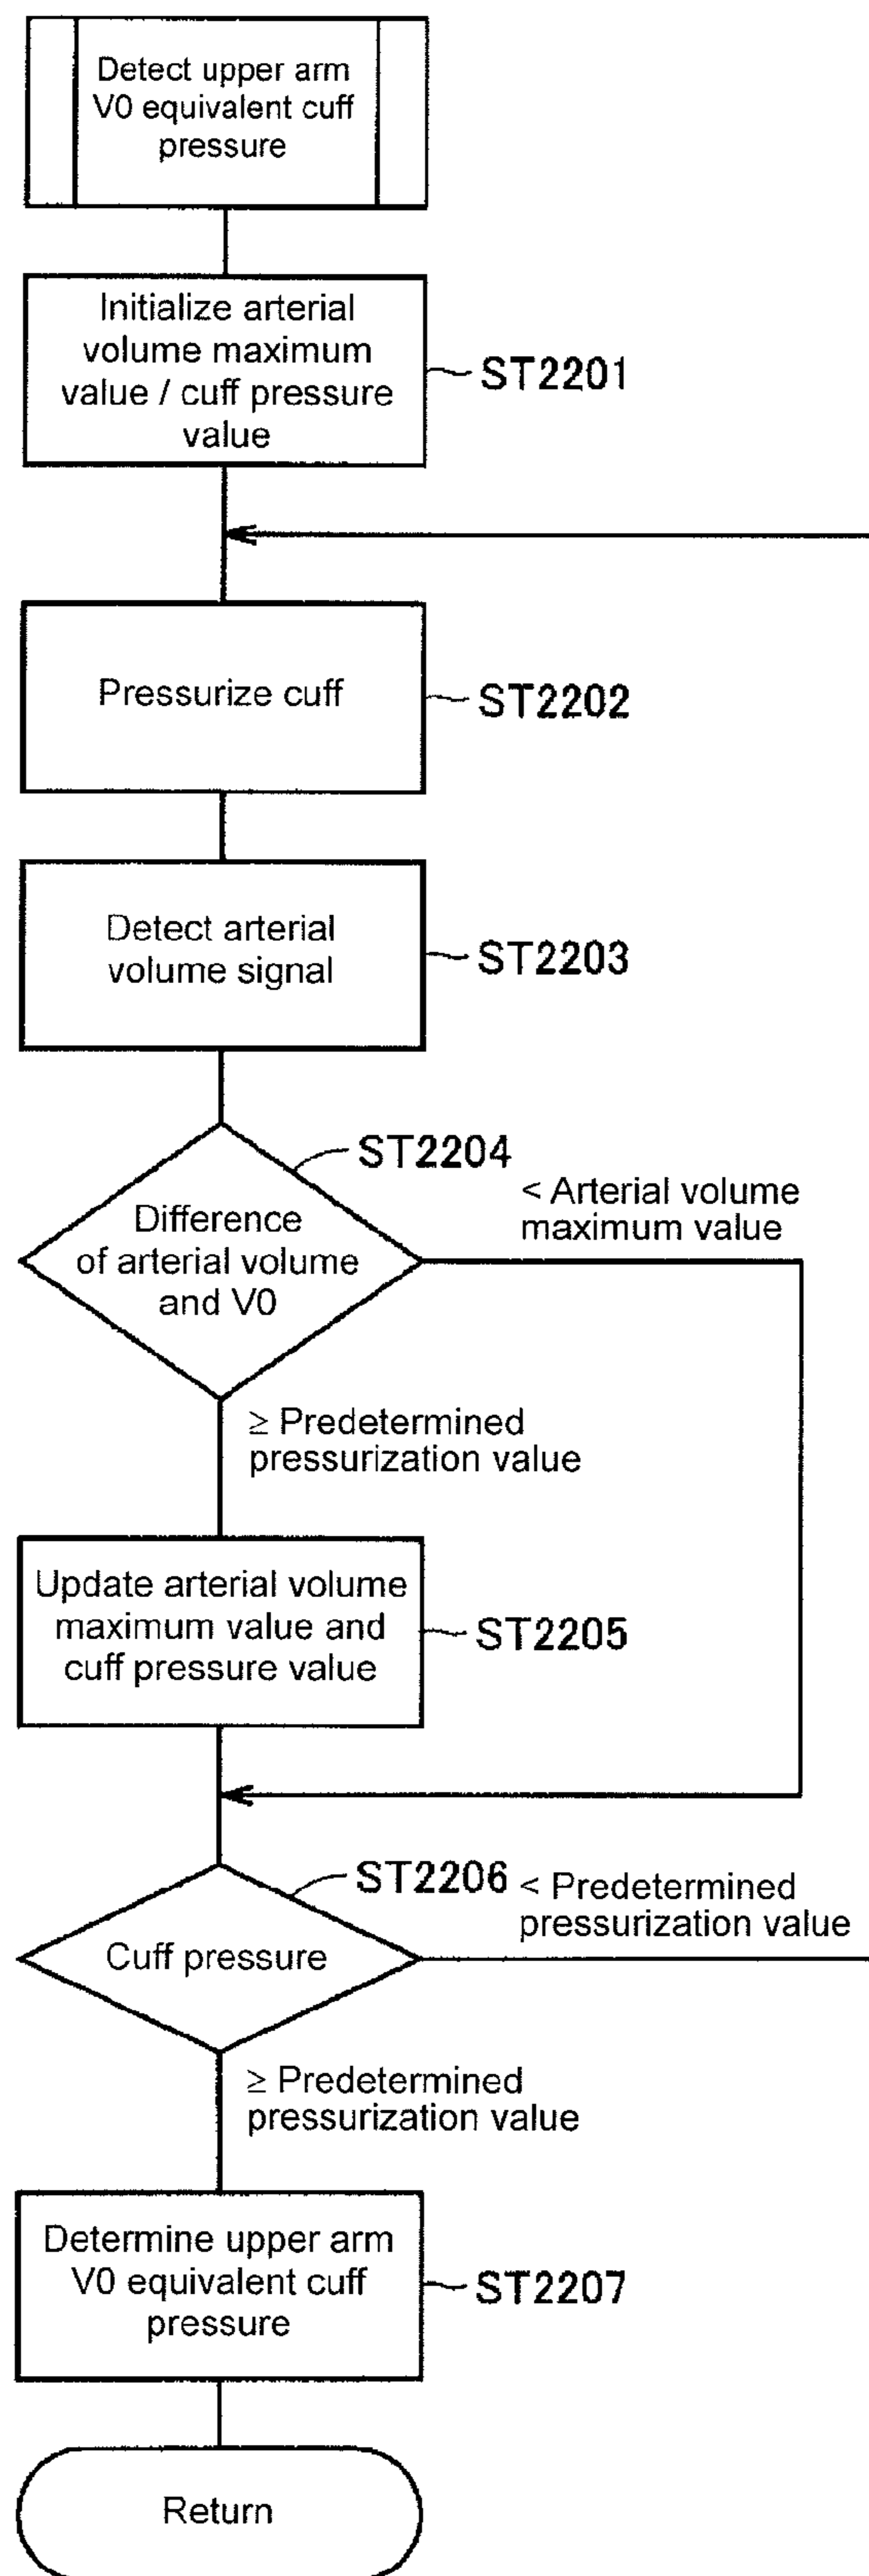 Detect upper arm
V0 equivalent cuff
pressure
Initialize arterial
volume maximum
value / cuff pressure
value
ST2201
Pressurize cuff
ST2202
Detect arterial
volume signal
ST2203
ST2204
Difference
of arterial volume
and V0
< Arterial volume
maximum value
≥ Predetermined
pressurization value
Update arterial volume
maximum value and
cuff pressure value
ST2205
ST2206
< Predetermined
pressurization value
Cuff pressure
≥ Predetermined
pressurization value
Determine upper arm
V0 equivalent cuff
pressure
ST2207
Return